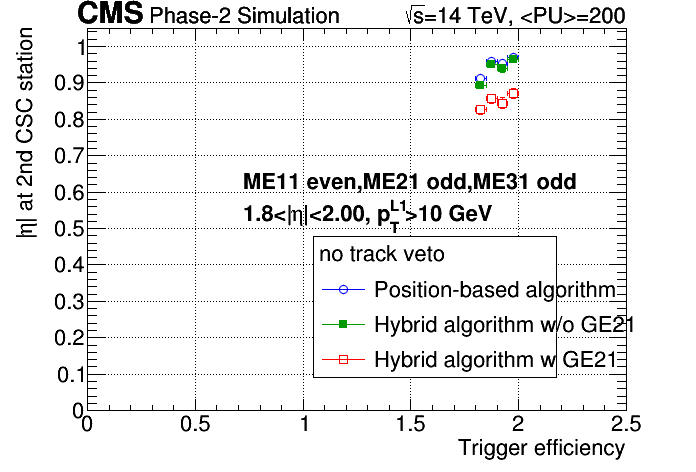 CMS Phase-2 Simulation
√s=14 TeV, <PU>=200
|η| at 2nd CSC station
1
0.9
0.8
0.7
0.6
0.5
0.4
0.3
0.2
0.1
0
ME11 even,ME21 odd,ME31 odd
1.8<|η|<2.00, p_T^L1>10 GeV
no track veto
Position-based algorithm
Hybrid algorithm w/o GE21
Hybrid algorithm w GE21
0 0.5 1 1.5 2 2.5
Trigger efficiency